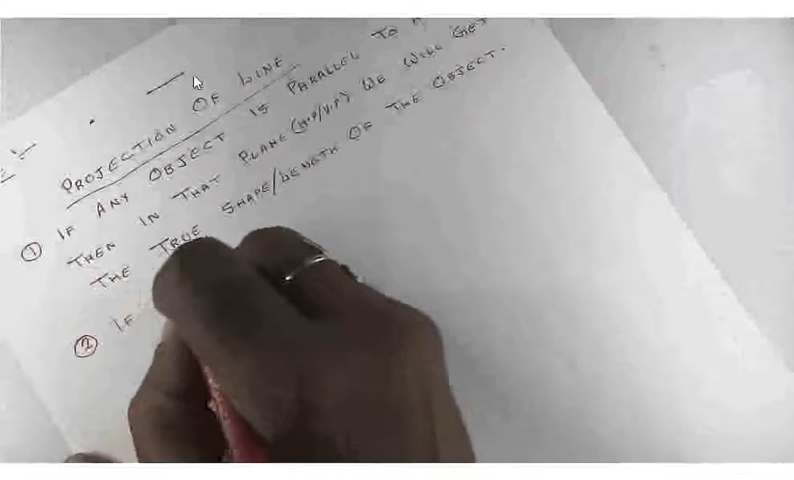 PROJECTION OF LINE
① IF ANY OBJECT IS PARALLEL TO
THEN IN THAT PLANE (H.P/V.P) WE WILL GET
THE TRUE SHAPE/LENGTH OF THE OBJECT.
② IF